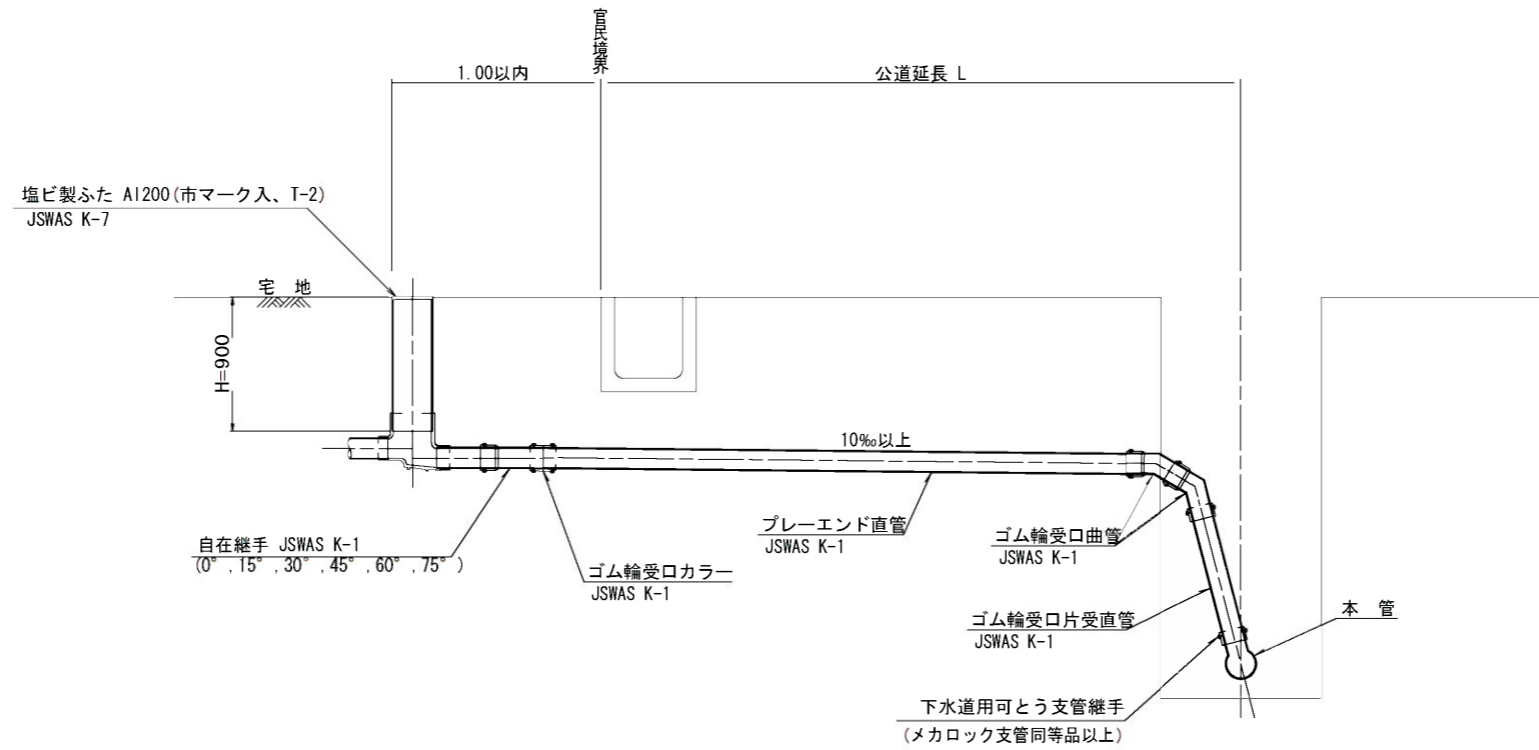 官民境界
1.00以内
公道延長 L
塩ビ製ふた A1200(市マーク入、T-2)
JSWAS K-7
宅 地
H=900
10‰以上
自在継手 JSWAS K-1
(0°,15°,30°,45°,60°,75°)
ゴム輪受口カラー
JSWAS K-1
プレーエンド直管
JSWAS K-1
ゴム輪受口曲管
JSWAS K-1
ゴム輪受口片受直管
JSWAS K-1
本 管
下水道用可とう支管継手
(メカロック支管同等品以上)